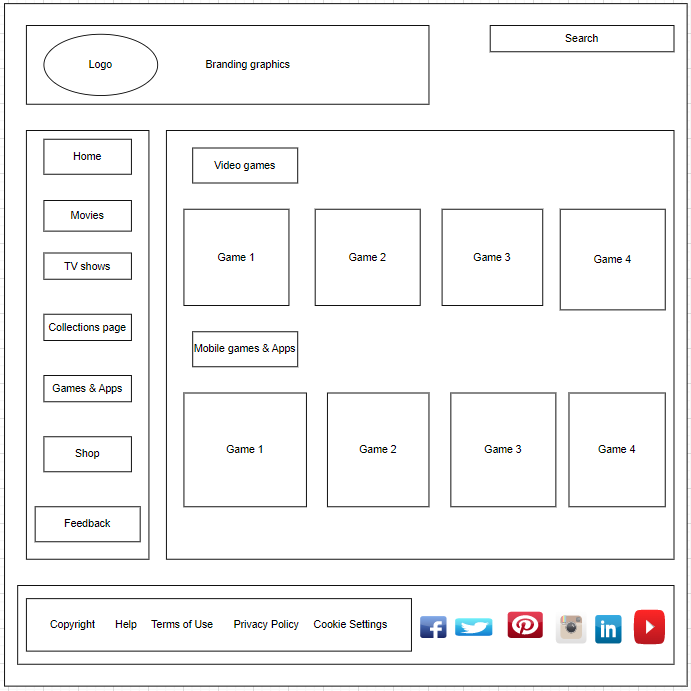 Logo
Branding graphics
Search
Home
Movies
TV shows
Collections page
Games & Apps
Shop
Feedback
Video games
Game 1
Game 2
Game 3
Game 4
Mobile games & Apps
Game 1
Game 2
Game 3
Game 4
Copyright
Help
Terms of Use
Privacy Policy
Cookie Settings
in